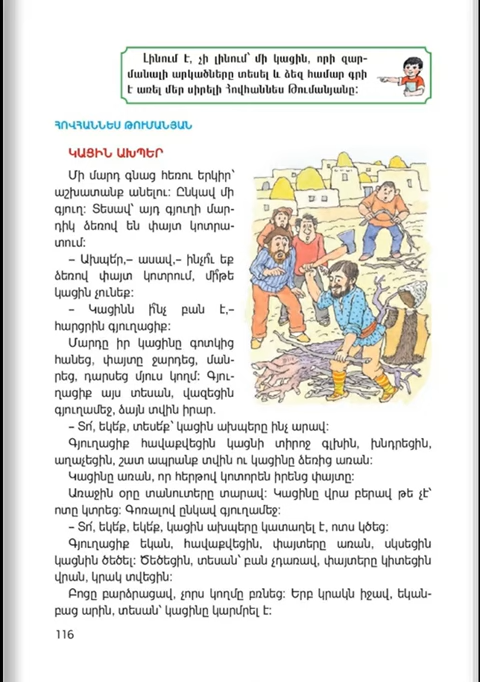 Լինում է, չի լինում՝ մի կացին, որի զար-
մանալի արկածները տեսել և ձեզ համար գրի
է առել մեր սիրելի Հովհաննես Թումանյանը:
ՀՈՎՀԱՆՆԵՍ ԹՈՒՄԱՆՅԱՆ
ԿԱՑԻՆ ԱԽՊԵՐ
Մի մարդ գնաց հեռու երկիր՝
աշխատանք անելու: Ընկավ մի
գյուղ: Տեսավ՝ այդ գյուղի մար-
դիկ ձեռով են փայտ կոտրա-
տում:
– Ախպե՛ր,– ասավ,– ինչո՞ւ եք
ձեռով փայտ կոտրում, մի՞թե
կացին չունեք:
– Կացինն ի՞նչ բան է,–
հարցրին գյուղացիք:
Մարդը իր կացինը գոտկից
հանեց, փայտը ջարդեց, ման-
րեց, դարսեց մյուս կողմ: Գյու-
ղացիք այս տեսան, վազեցին
գյուղամեջ, ձայն տվին իրար.
– Տո՛, եկե՛ք, տեսե՛ք՝ կացին ախպերը ինչ արավ:
Գյուղացիք հավաքվեցին կացնի տիրոջ գլխին, խնդրեցին,
աղաչեցին, շատ ապրանք տվին ու կացինը ձեռից առան:
Կացինը առան, որ հերթով կոտորեն իրենց փայտը:
Առաջին օրը տանուտերը տարավ: Կացինը վրա բերավ թե չէ՝
ոտը կտրեց: Գոռալով ընկավ գյուղամեջը:
– Տո՛, եկե՛ք, եկե՛ք, կացին ախպերը կատաղել է, ոտս կծեց:
Գյուղացիք եկան, հավաքվեցին, փայտերը առան, սկսեցին
կացնին ծեծել: Ծեծեցին, տեսան՝ բան չդառավ, փայտերը կիտեցին
վրան, կրակ տվեցին:
Բոցը բարձրացավ, չորս կողմը բռնեց: Երբ կրակն իջավ, եկան-
բաց արին, տեսան՝ կացինը կարմրել է:
116